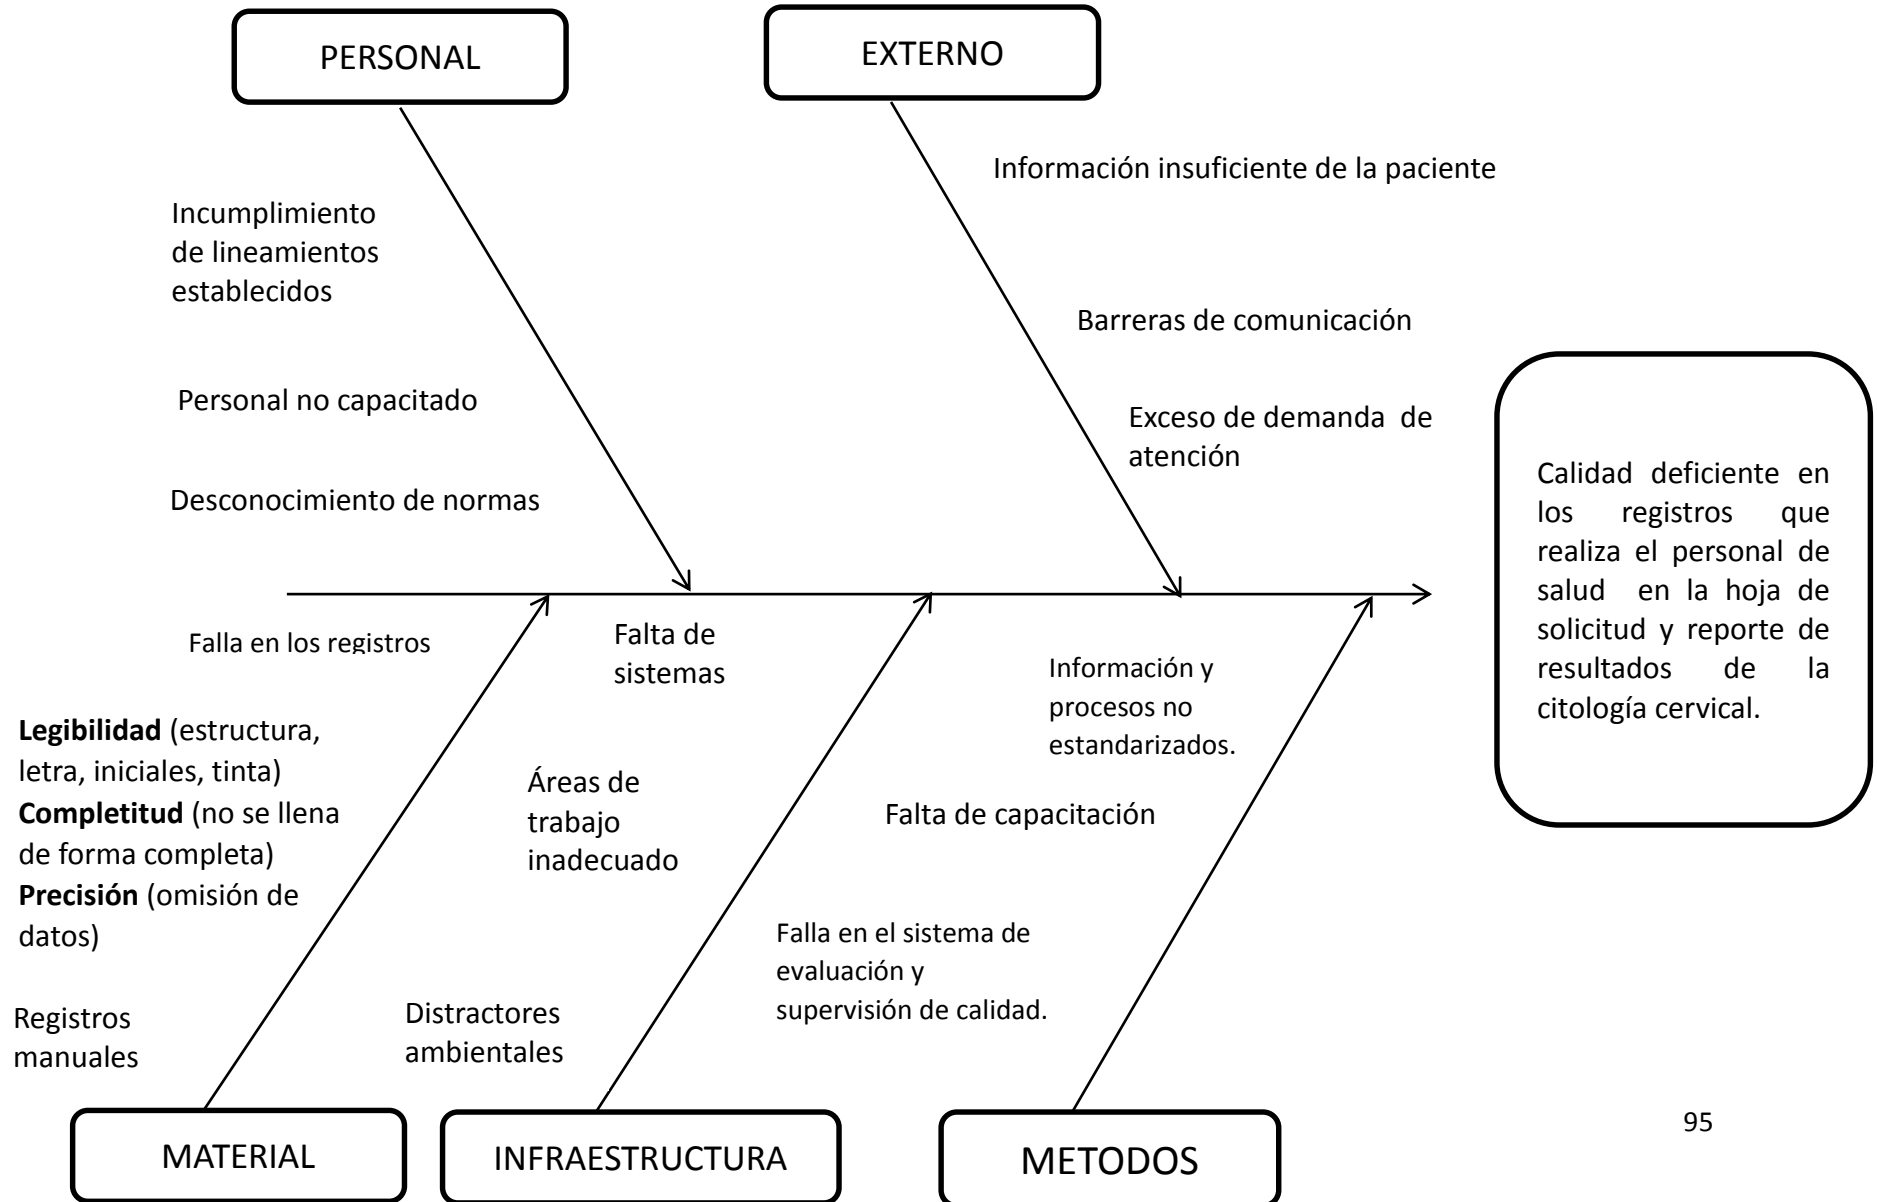 PERSONAL
EXTERNO
Información insuficiente de la paciente
Incumplimiento
de lineamientos
establecidos
Barreras de comunicación
Personal no capacitado
Exceso de demanda  de
atención
Desconocimiento de normas
Calidad deficiente en
los registros que
realiza el personal de
salud en la hoja de
solicitud y reporte de
resultados de la
citología cervical.
Falla en los registros
Falta de
sistemas
Información y
procesos no
estandarizados.
Legibilidad (estructura,
letra, iniciales, tinta)
Completitud (no se llena
de forma completa)
Precisión (omisión de
datos)
Áreas de
trabajo
inadecuado
Falta de capacitación
Falla en el sistema de
evaluación y
supervisión de calidad.
Registros
manuales
Distractores
ambientales
MATERIAL
INFRAESTRUCTURA
METODOS
95